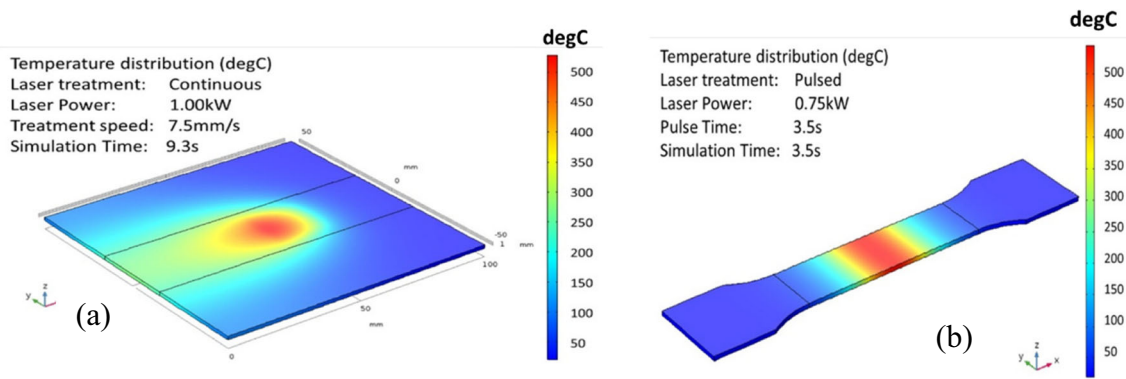 degC
Temperature distribution (degC)
Laser treatment: Continuous
Laser Power: 1.00kW
Treatment speed: 7.5mm/s
Simulation Time: 9.3s
500
450
400
350
300
250
200
150
100
50
50
mm
0
-50
1 mm
100
50
mm
0
y z
(a)
degC
Temperature distribution (degC)
Laser treatment: Pulsed
Laser Power: 0.75kW
Pulse Time: 3.5s
Simulation Time: 3.5s
500
450
400
350
300
250
200
150
100
50
y z x
(b)